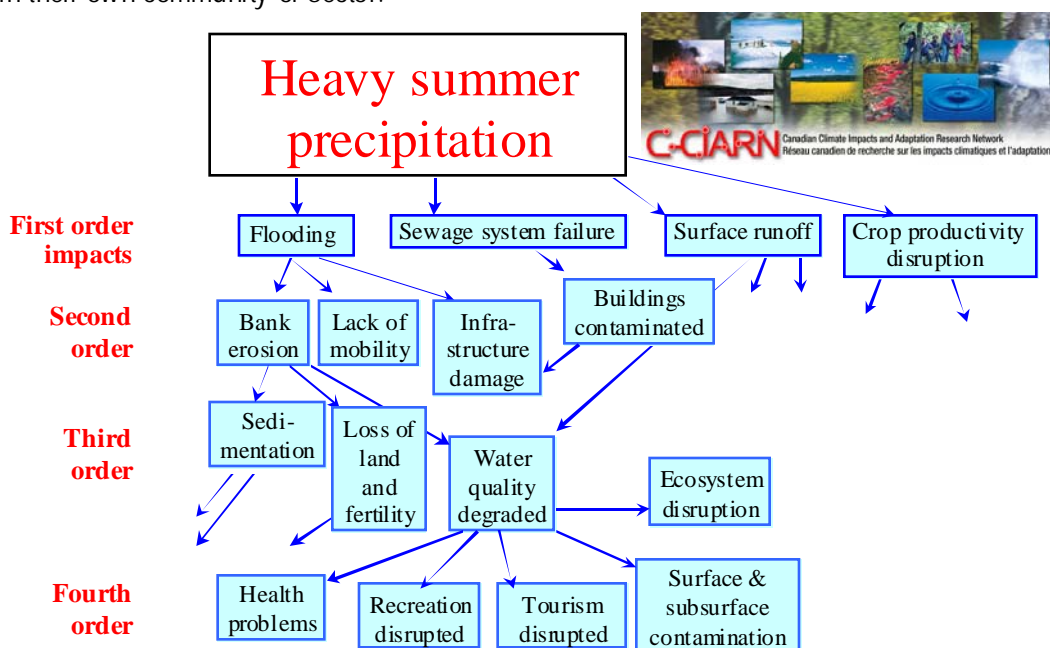 Heavy summer
precipitation
C-CIARN
Canadian Climate Impacts and Adaptation Research Network
Réseau canadien de recherche sur les impacts climatiques et l'adaptation
First order
impacts
Flooding
Sewage system failure
Surface runoff
Crop productivity
disruption
Second
order
Bank
erosion
Lack of
mobility
Infra-
structure
damage
Buildings
contaminated
Third
order
Sedi-
mentation
Loss of
land
and
fertility
Water
quality
degraded
Ecosystem
disruption
Fourth
order
Health
problems
Recreation
disrupted
Tourism
disrupted
Surface &
subsurface
contamination